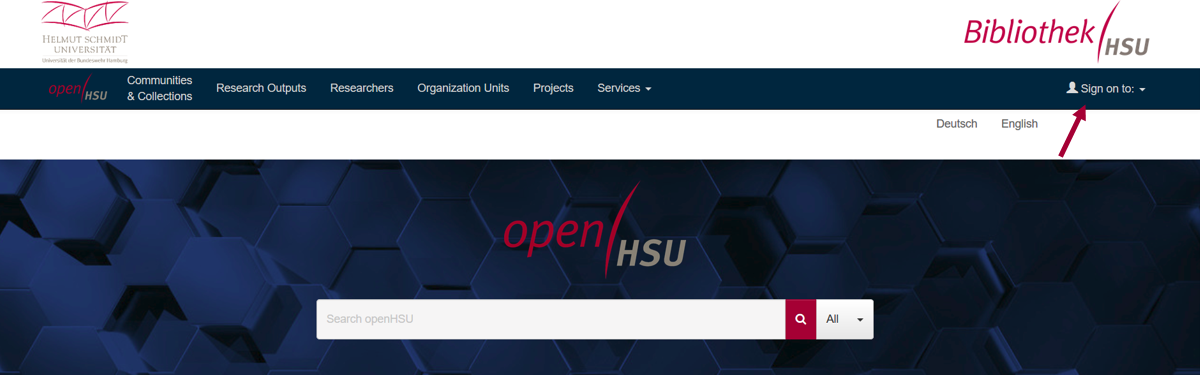 HELMUT SCHMIDT
UNIVERSITÄT
Universität der Bundeswehr Hamburg
Bibliothek HSU
open HSU
Communities
& Collections
Research Outputs
Researchers
Organization Units
Projects
Services
Sign on to:
Deutsch
English
open HSU
Search openHSU
All